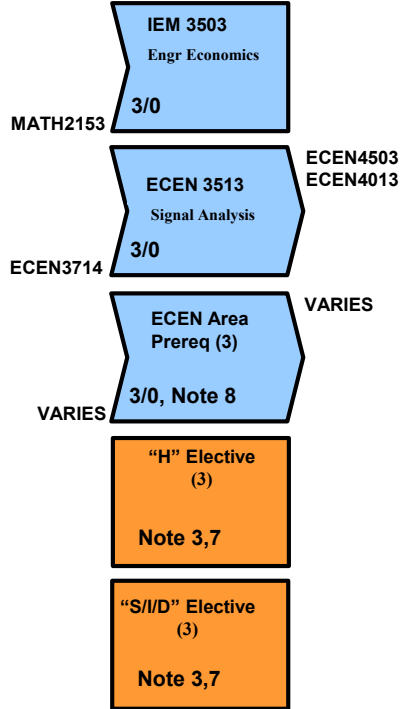 IEM 3503
Engr Economics
3/0
MATH2153
ECEN4503
ECEN4013
ECEN 3513
Signal Analysis
3/0
ECEN3714
VARIES
ECEN Area
Prereq (3)
3/0, Note 8
VARIES
“H” Elective
(3)
Note 3,7
“S/I/D” Elective
(3)
Note 3,7